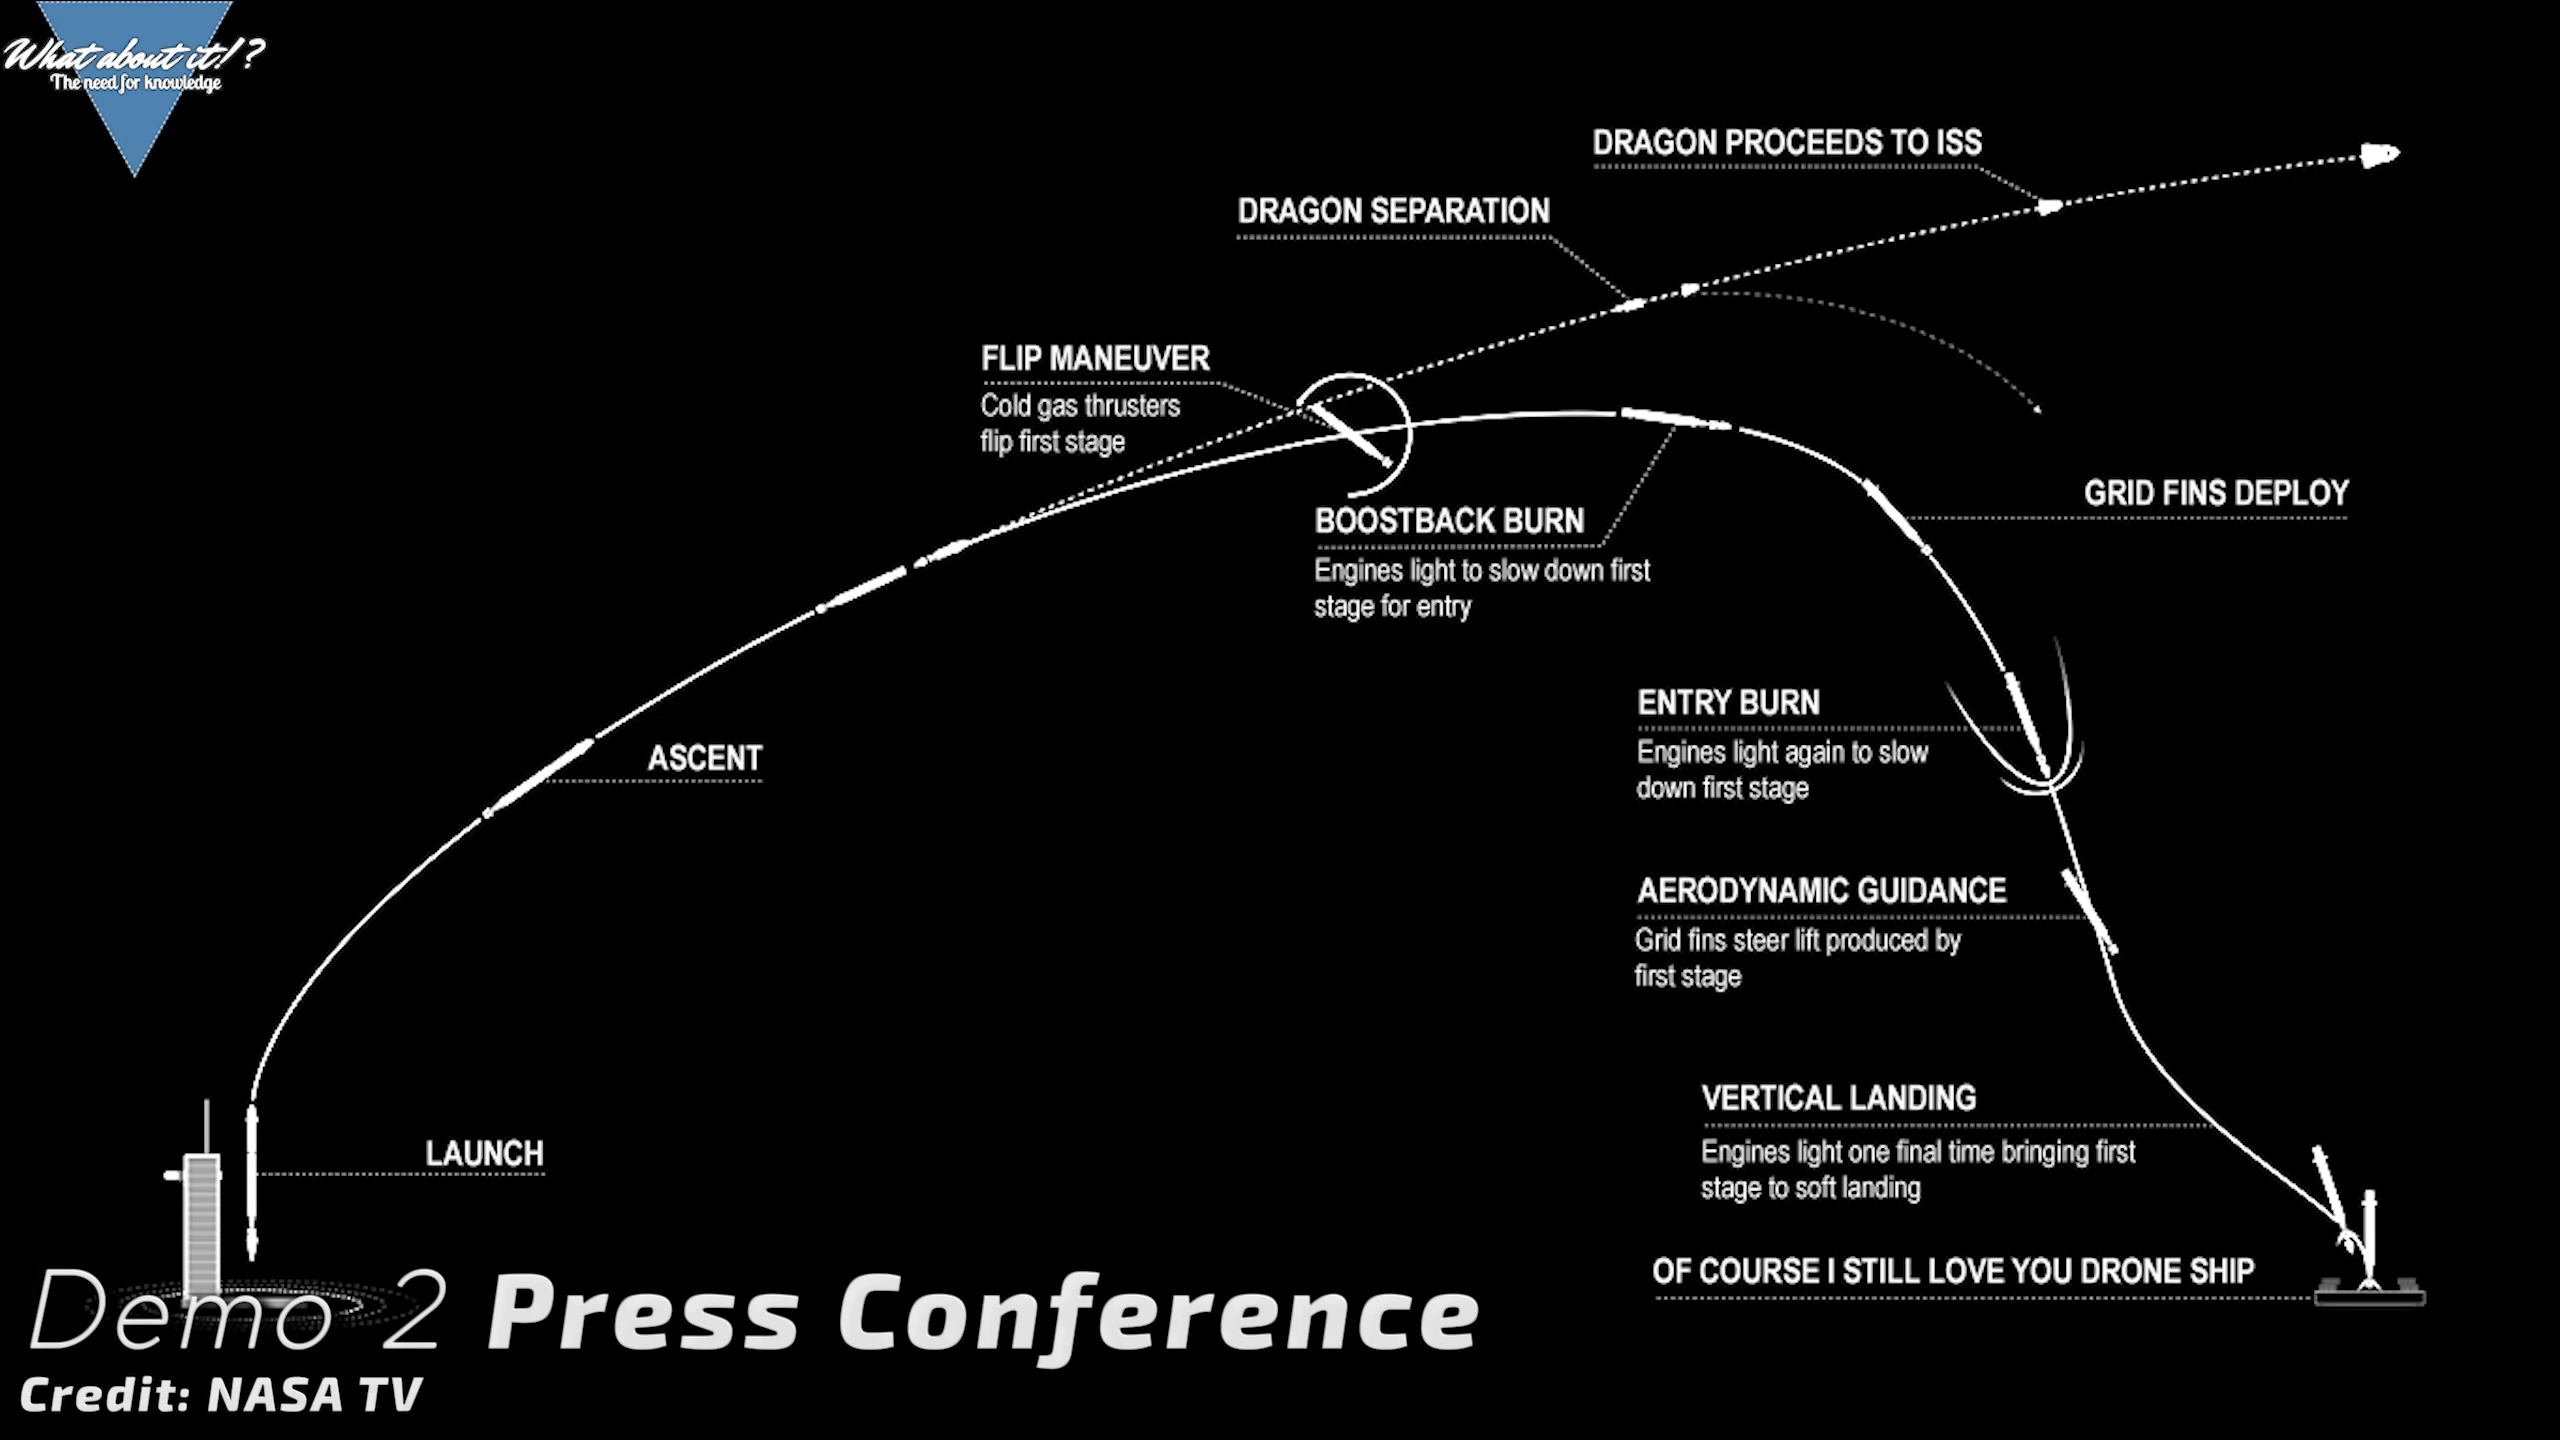 What about it!?
The need for knowledge
DRAGON PROCEEDS TO ISS
DRAGON SEPARATION
FLIP MANEUVER
Cold gas thrusters
flip first stage
BOOSTBACK BURN
Engines light to slow down first
stage for entry
GRID FINS DEPLOY
ENTRY BURN
Engines light again to slow
down first stage
ASCENT
AERODYNAMIC GUIDANCE
Grid fins steer lift produced by
first stage
VERTICAL LANDING
Engines light one final time bringing first
stage to soft landing
LAUNCH
OF COURSE I STILL LOVE YOU DRONE SHIP
Demo 2 Press Conference
Credit: NASA TV